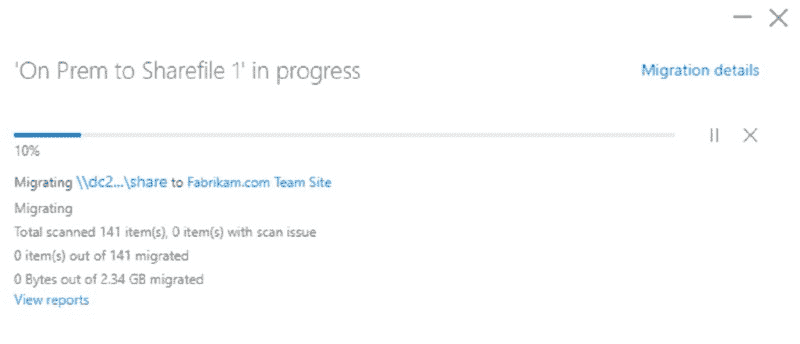 'On Prem to Sharefile 1' in progress
Migration details
10%
Migrating \\dc2...\share to Fabrikam.com Team Site
Migrating
Total scanned 141 item(s), 0 item(s) with scan issue
0 item(s) out of 141 migrated
0 Bytes out of 2.34 GB migrated
View reports